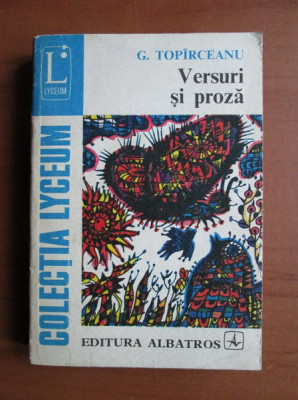 L
LYCEUM
G. TOPÎRCEANU
Versuri
și proză
COLECȚIA LYCEUM
EDITURA ALBATROS